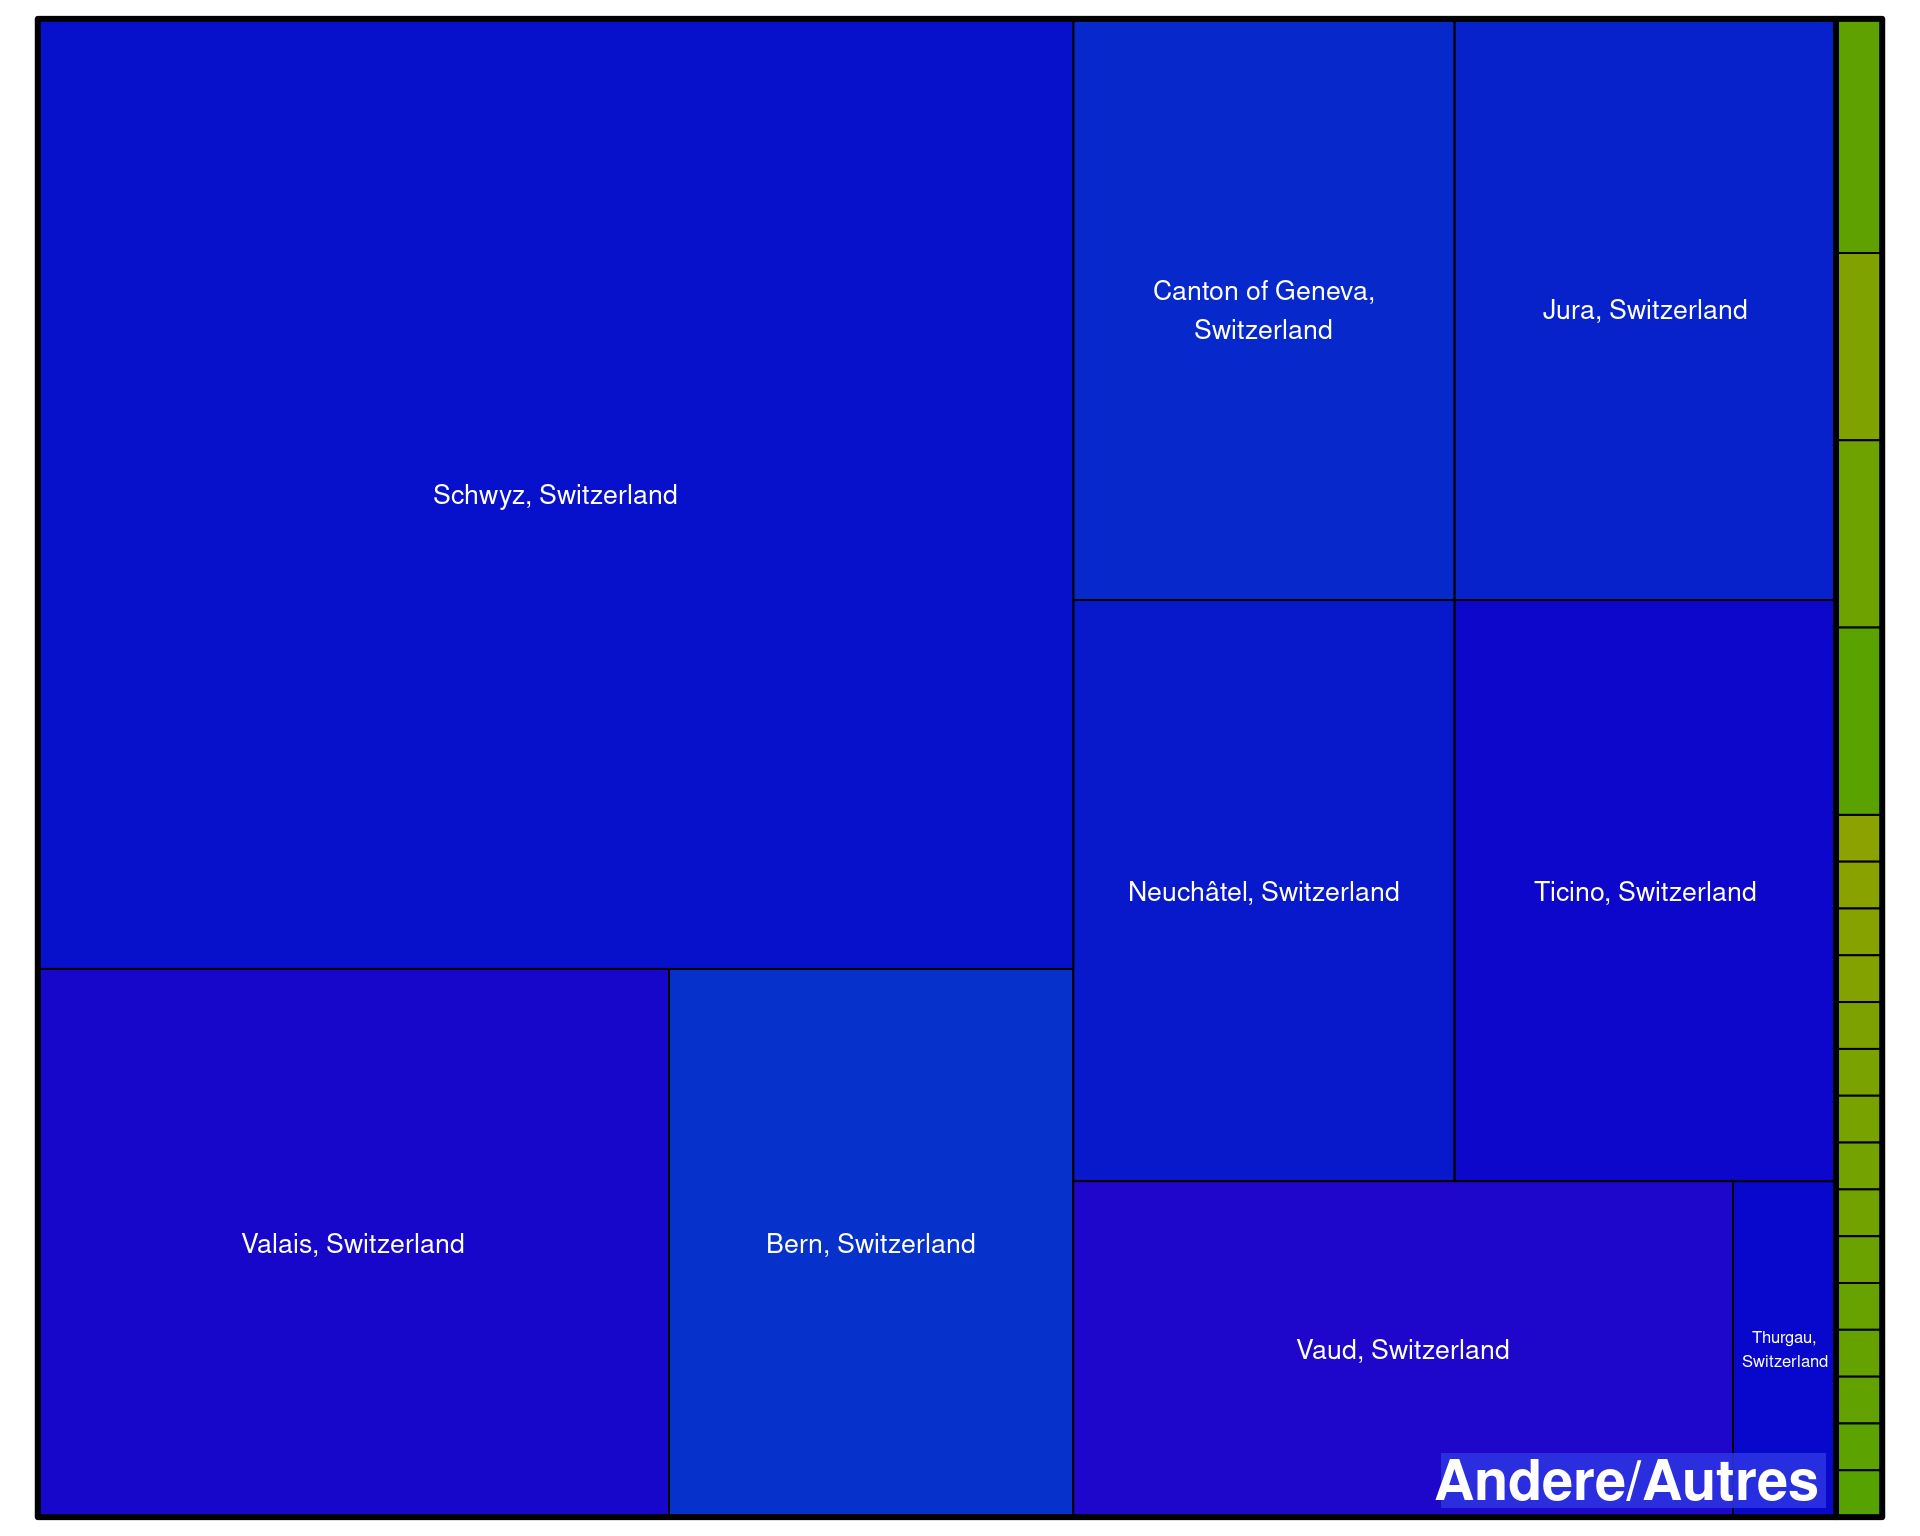 Canton of Geneva,
Switzerland
Jura, Switzerland
Schwyz, Switzerland
Neuchâtel, Switzerland
Ticino, Switzerland
Valais, Switzerland
Bern, Switzerland
Vaud, Switzerland
Thurgau,
Switzerland
Andere/Autres